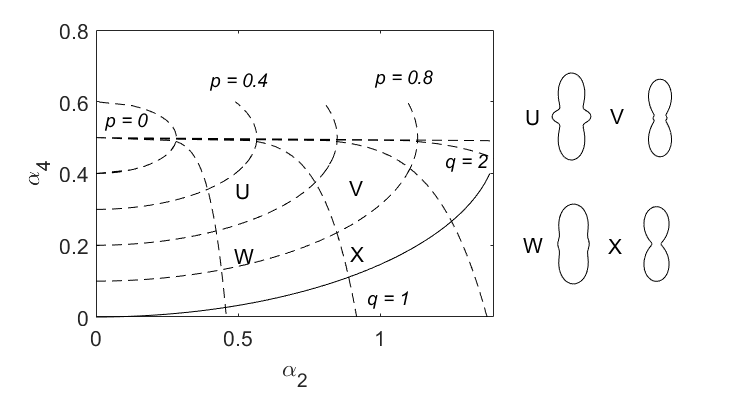 0.8
p = 0.4
p = 0.8
0.6
p = 0
U
V
α4
q = 2
0.4
U
V
0.2
W
X
W
X
q = 1
0
0
0.5
1
α2